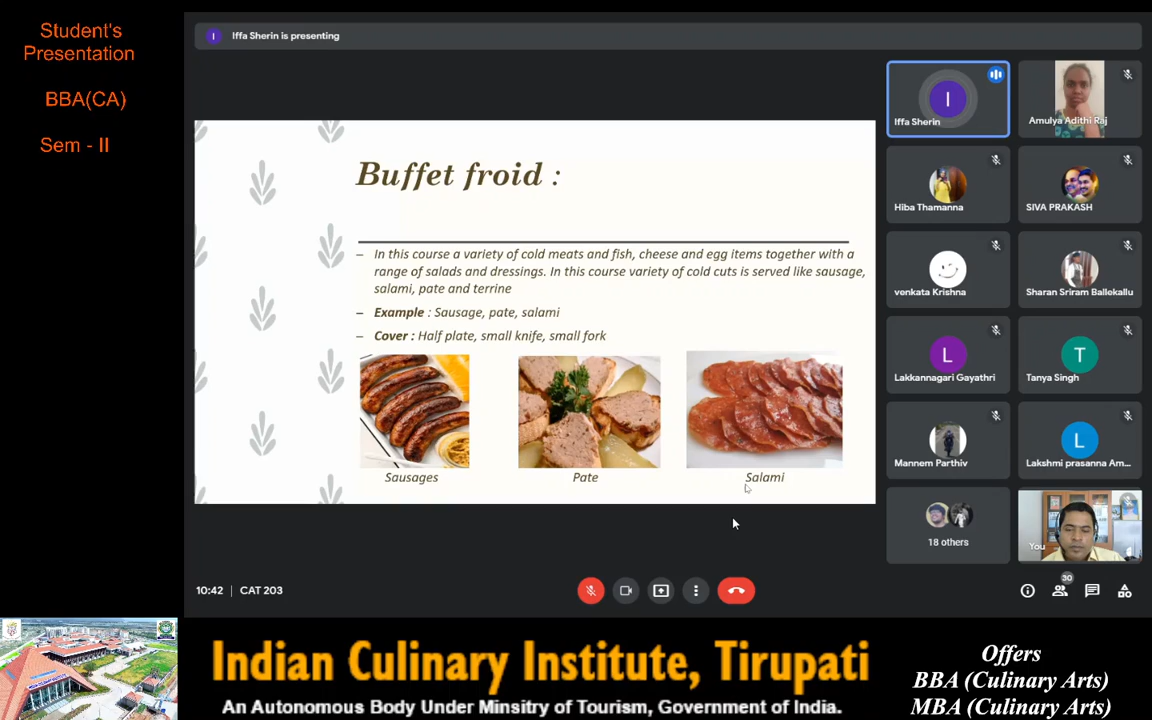 Student's
Presentation
BBA(CA)
Sem - II
I
Iffa Sherin is presenting
Buffet froid :
– In this course a variety of cold meats and fish, cheese and egg items together with a
range of salads and dressings. In this course variety of cold cuts is served like sausage,
salami, pate and terrine
– Example : Sausage, pate, salami
– Cover : Half plate, small knife, small fork
Sausages
Pate
Salami
I
Iffa Sherin
Amulya Adithi Raj
Hiba Thamanna
SIVA PRAKASH
venkata Krishna
Sharan Sriram Ballekallu
L
Lakkannagari Gayathri
T
Tanya Singh
Mannem Parthiv
L
Lakshmi prasanna Am...
18 others
You
10:42 | CAT 203
30
Indian Culinary Institute, Tirupati
An Autonomous Body Under Minsitry of Tourism, Government of India.
Offers
BBA (Culinary Arts)
MBA (Culinary Arts)